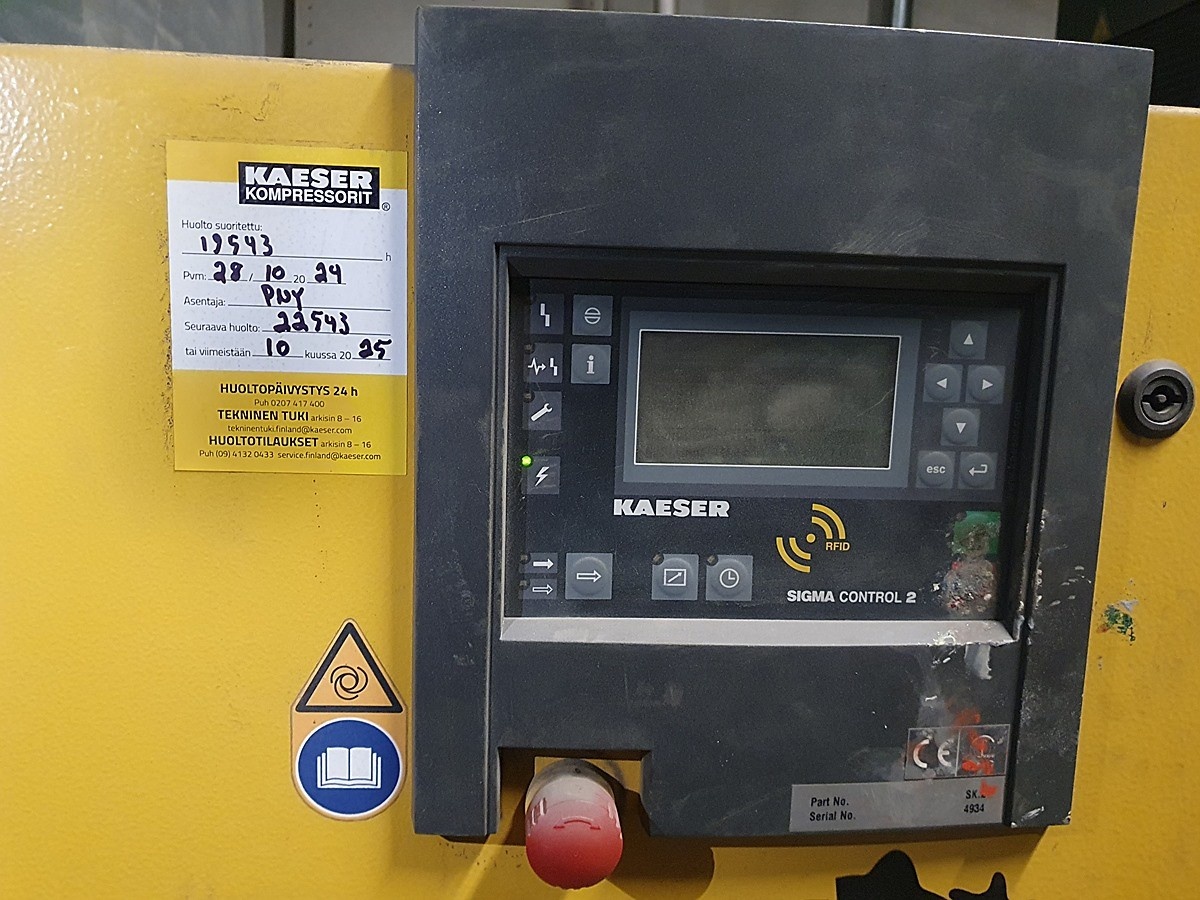 KAESER
KOMPRESSORIT ®
Huolto suoritettu:
19543 h
Pvm: 28 / 10 20 24
Asentaja: PNY
Seuraava huolto: 22543
tai viimeistään 10 kuussa 20 25
HUOLTOPÄIVYSTYS 24 h
Puh 0207 417 400
TEKNINEN TUKI arkisin 8 – 16
tekninentuki.finland@kaeser.com
HUOLTOTILAUKSET arkisin 8 – 16
Puh (09) 4132 0433 service.finland@kaeser.com
i
esc
KAESER
RFID
SIGMA CONTROL 2
CE
Part No. SK.
Serial No. 4934